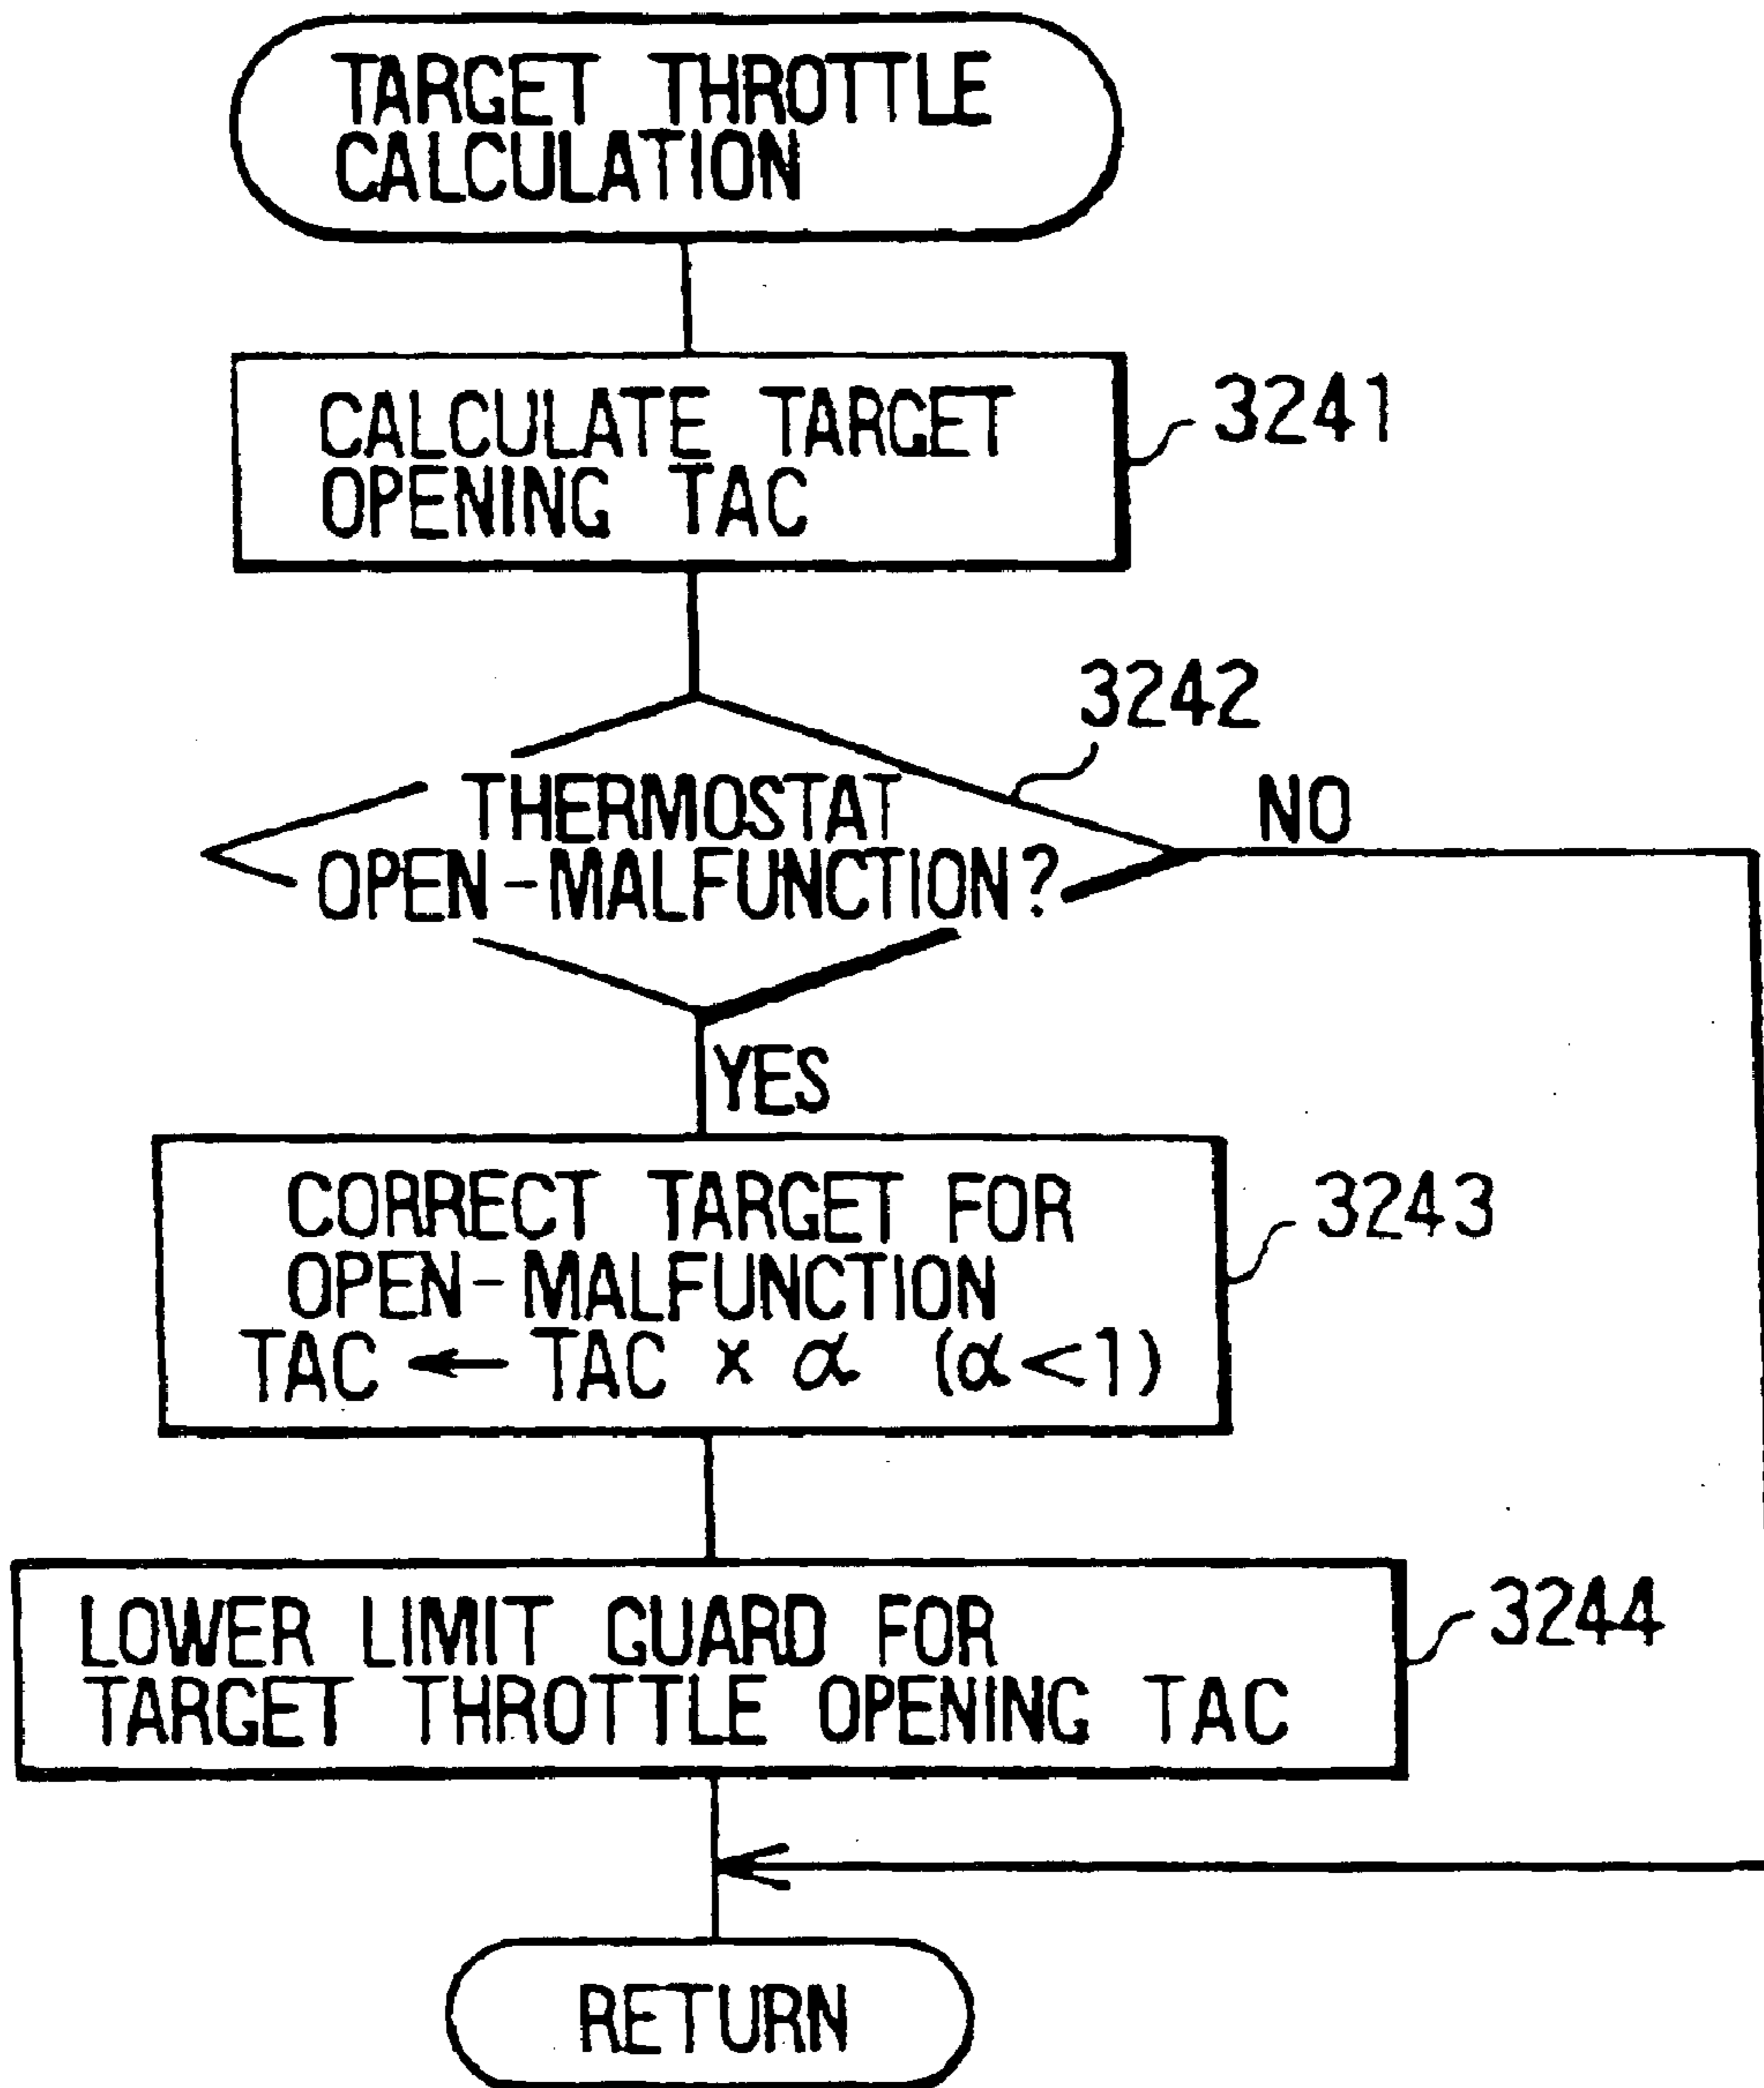 TARGET THROTTLE
CALCULATION
CALCULATE TARGET
OPENING TAC
3241
3242
THERMOSTAT
OPEN-MALFUNCTION?
NO
YES
CORRECT TARGET FOR
OPEN-MALFUNCTION
TAC ← TAC × α (α<1)
3243
LOWER LIMIT GUARD FOR
TARGET THROTTLE OPENING TAC
3244
RETURN